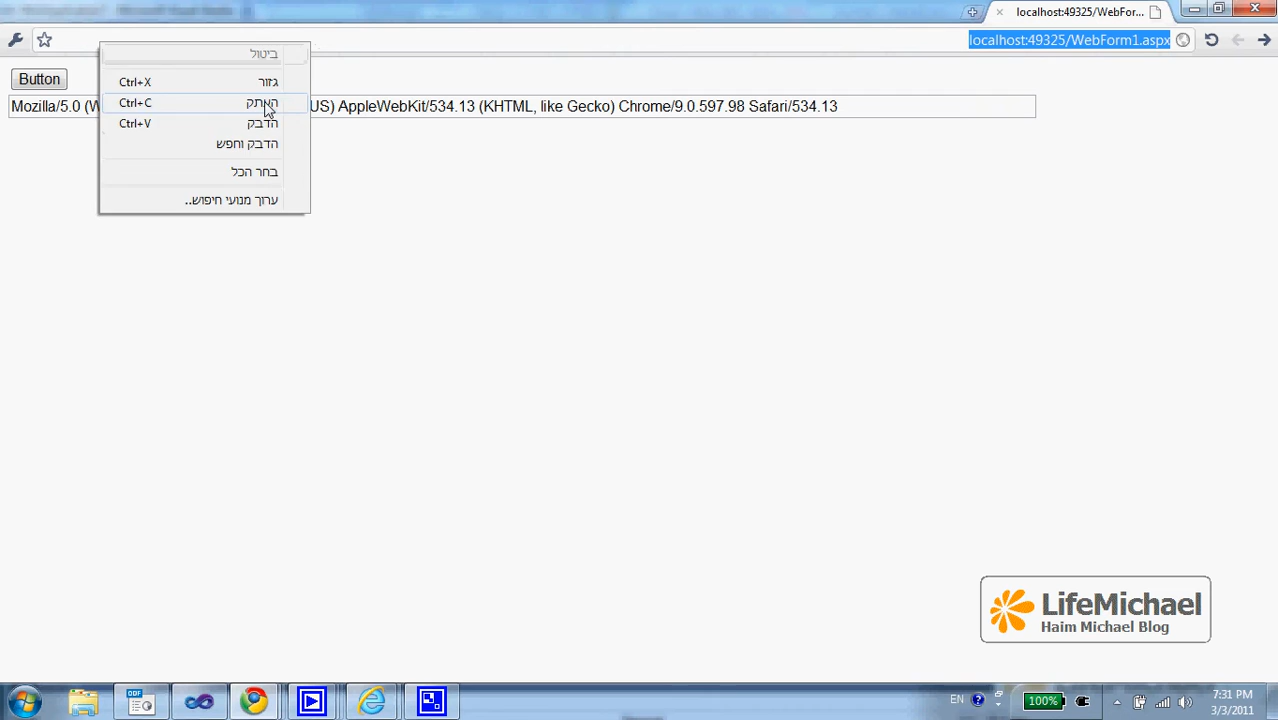 localhost:49325/WebFor...
localhost:49325/WebForm1.aspx
ביטול
Button
גזור Ctrl+X
העתק Ctrl+C
Mozilla/5.0 (W US) AppleWebKit/534.13 (KHTML, like Gecko) Chrome/9.0.597.98 Safari/534.13
הדבק Ctrl+V
הדבק וחפש
בחר הכל
ערוך מנועי חיפוש..
LifeMichael
Haim Michael Blog
ODF
EN
100%
7:31 PM
3/3/2011